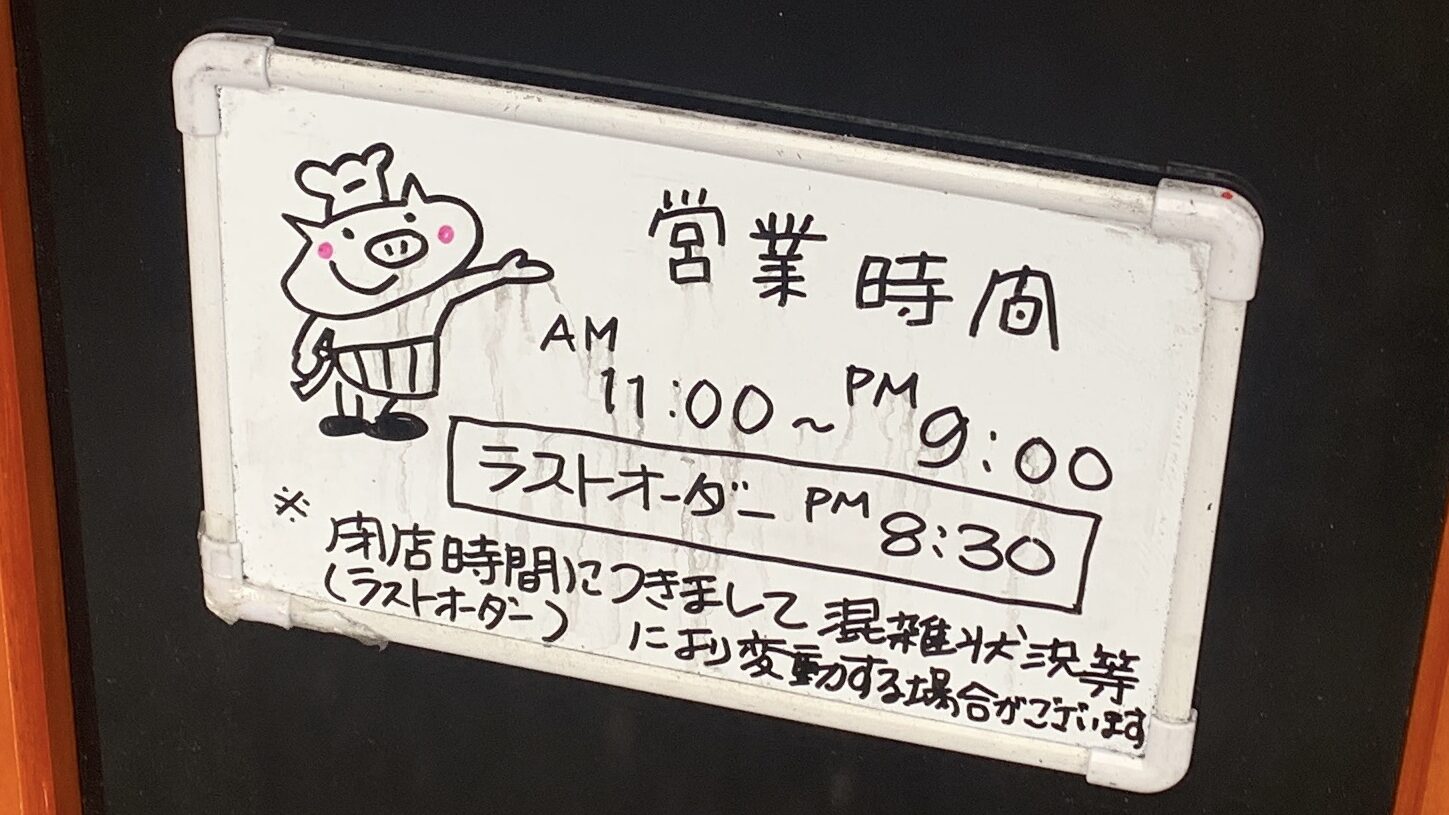 営業時間
AM 11:00~PM 9:00
ラストオーダー PM 8:30
※ 閉店時間につきまして 混雑状況等
(ラストオーダー) により変動する場合がございます